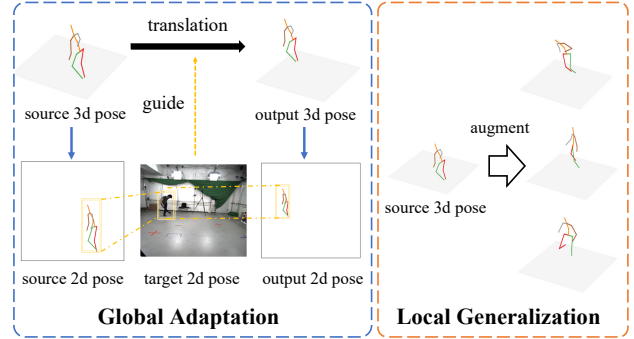 translation
guide
source 3d pose
output 3d pose
source 2d pose
target 2d pose
output 2d pose
Global Adaptation
source 3d pose
augment
Local Generalization